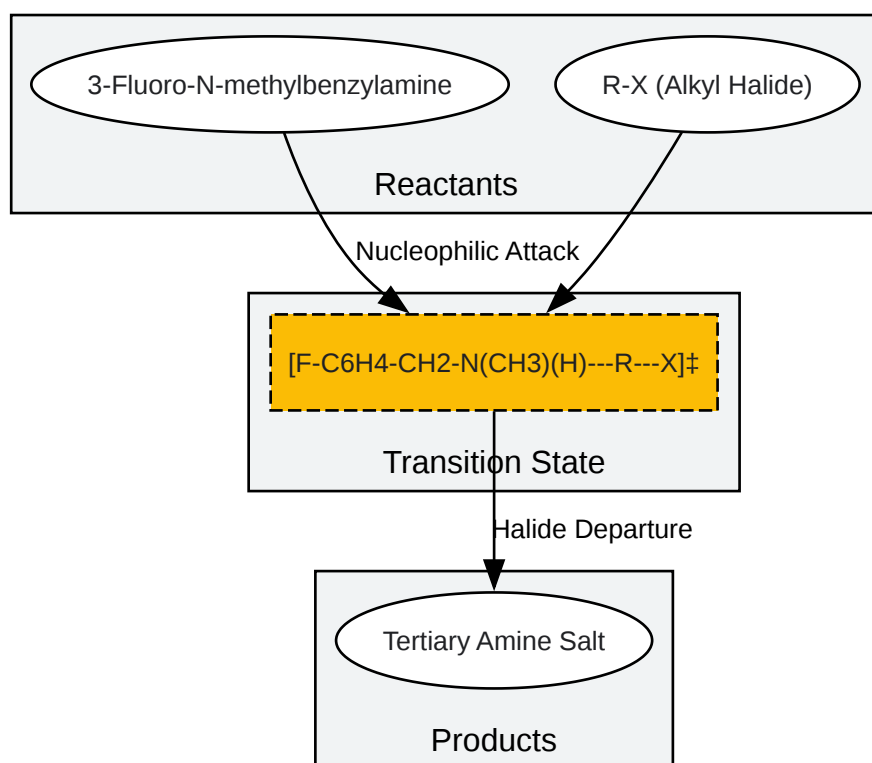 3-Fluoro-N-methylbenzylamine
R-X (Alkyl Halide)
Reactants
Nucleophilic Attack
[F-C6H4-CH2-N(CH3)(H)---R---X]‡
Transition State
Halide Departure
Tertiary Amine Salt
Products